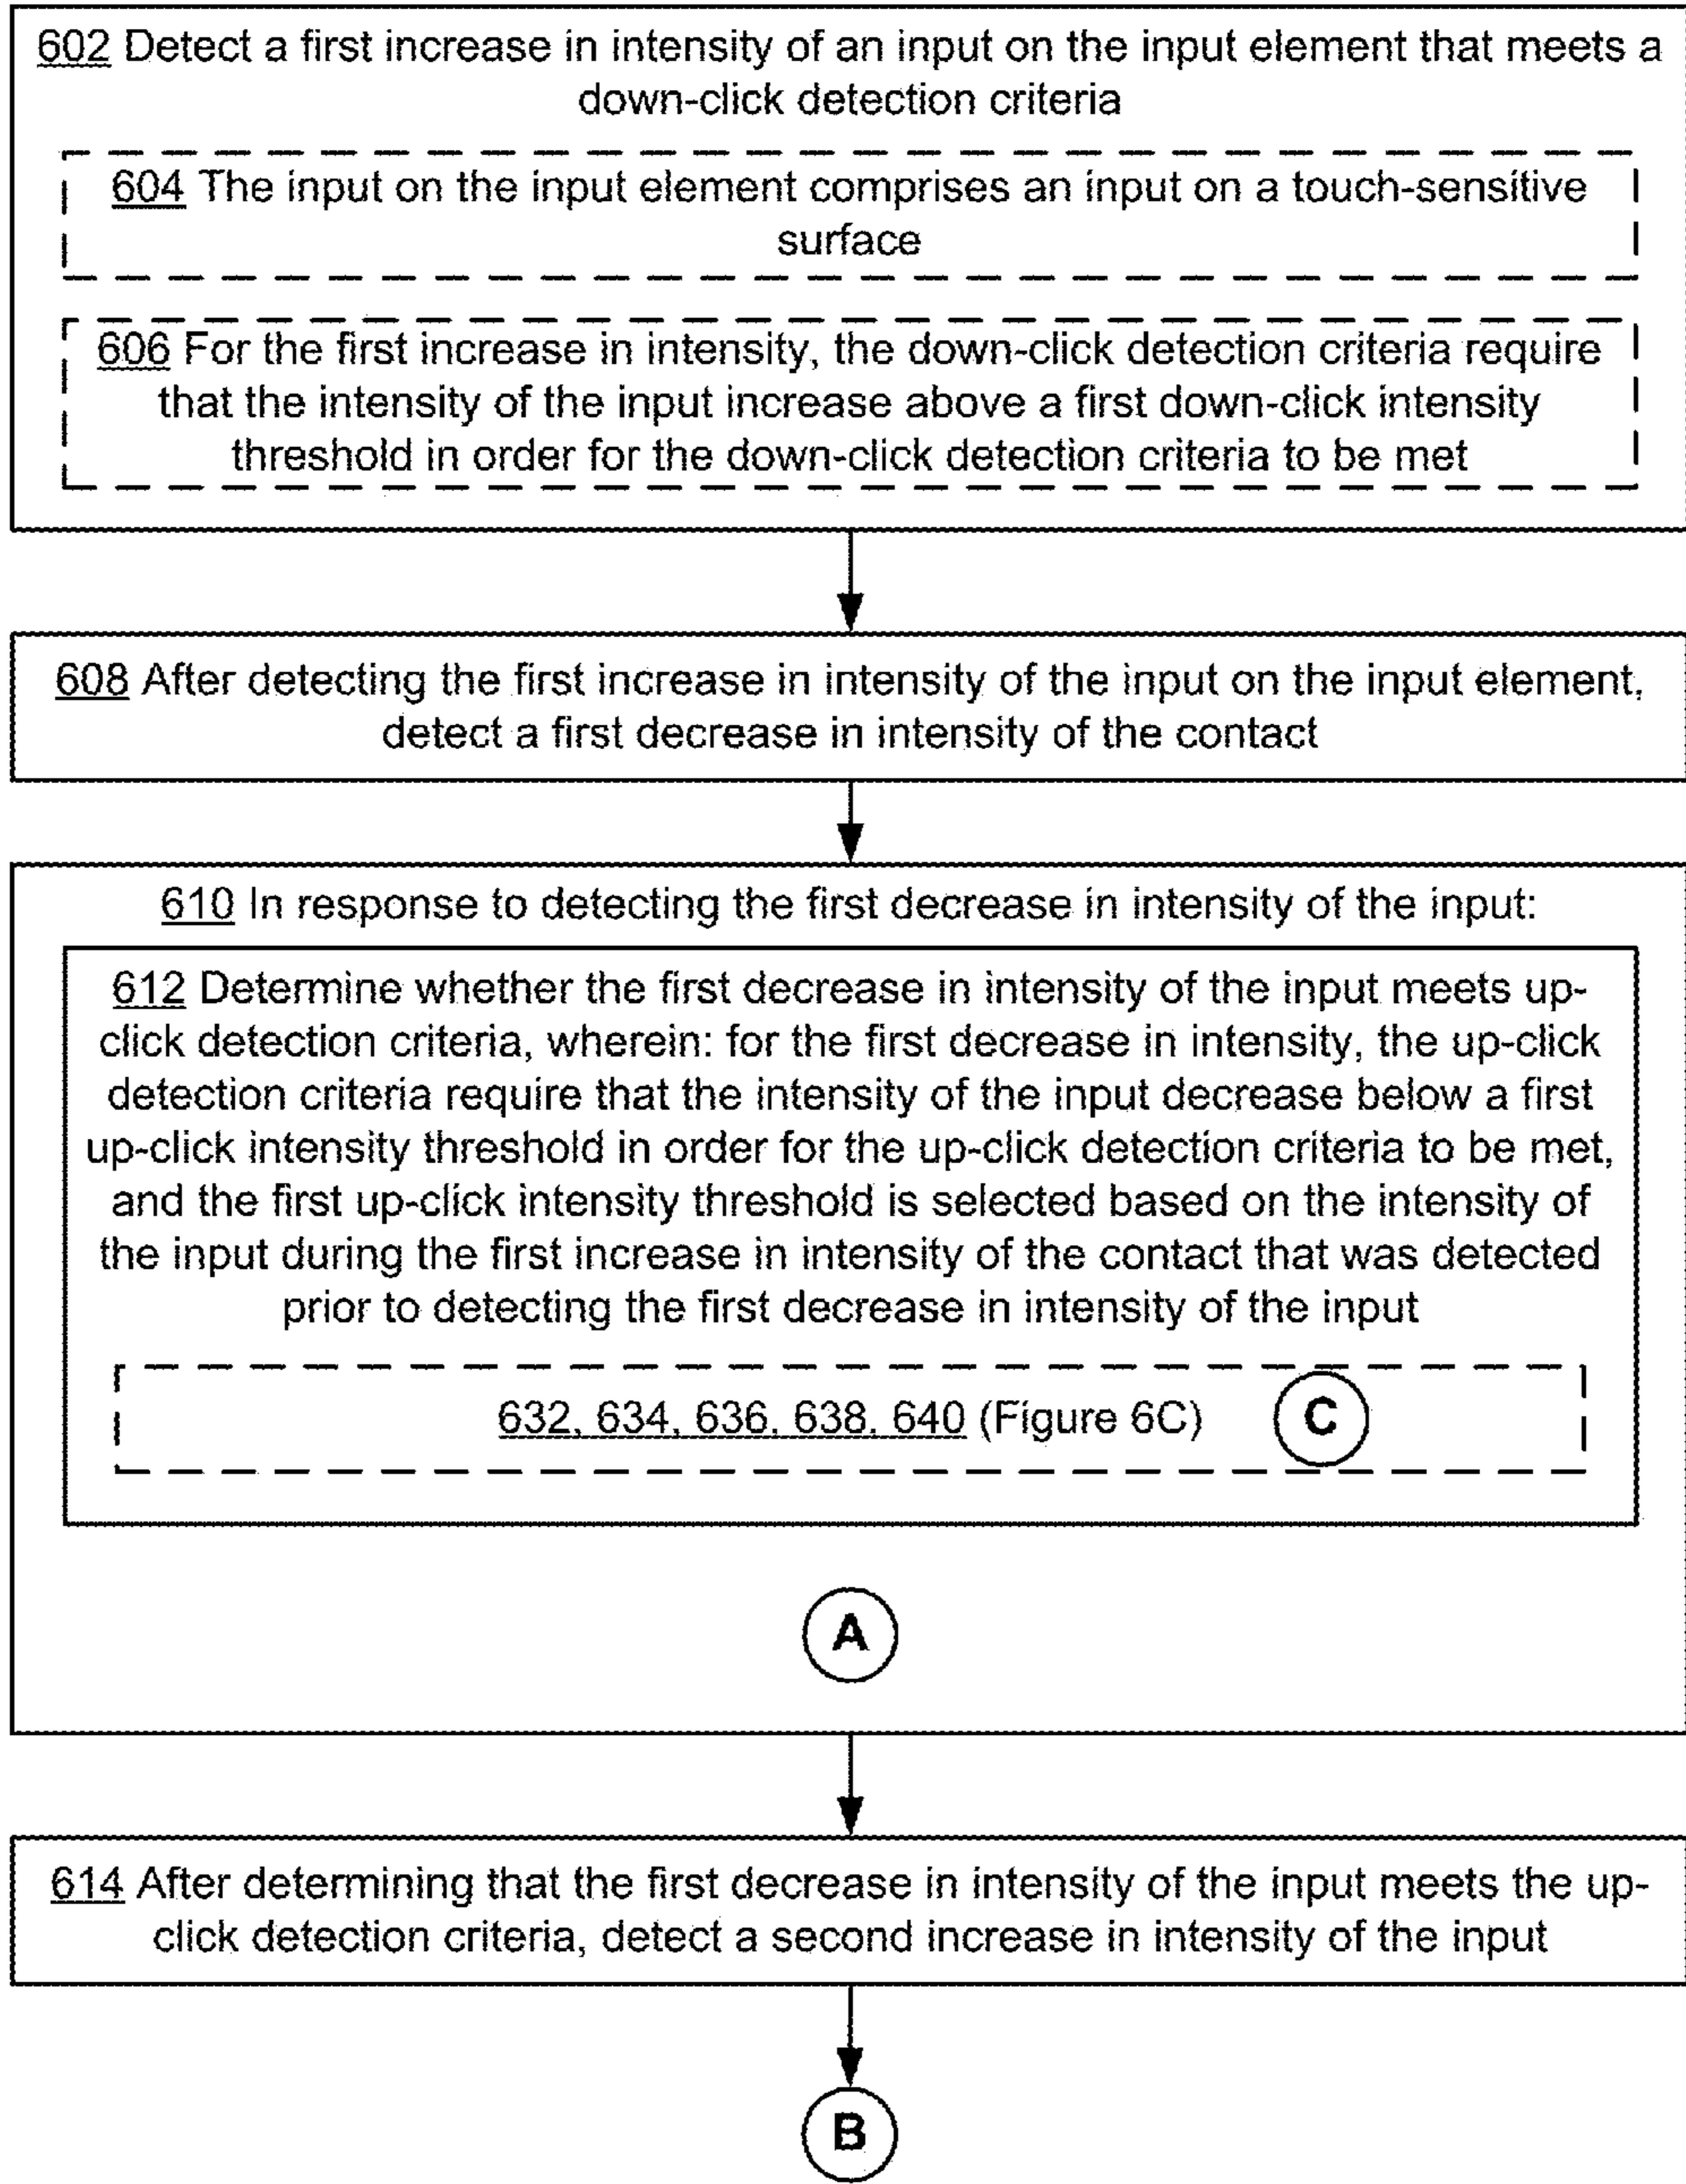 602 Detect a first increase in intensity of an input on the input element that meets a
down-click detection criteria
604 The input on the input element comprises an input on a touch-sensitive
surface
606 For the first increase in intensity, the down-click detection criteria require
that the intensity of the input increase above a first down-click intensity
threshold in order for the down-click detection criteria to be met
608 After detecting the first increase in intensity of the input on the input element,
detect a first decrease in intensity of the contact
610 In response to detecting the first decrease in intensity of the input:
612 Determine whether the first decrease in intensity of the input meets up-
click detection criteria, wherein: for the first decrease in intensity, the up-click
detection criteria require that the intensity of the input decrease below a first
up-click intensity threshold in order for the up-click detection criteria to be met,
and the first up-click intensity threshold is selected based on the intensity of
the input during the first increase in intensity of the contact that was detected
prior to detecting the first decrease in intensity of the input
632, 634, 636, 638, 640 (Figure 6C) C
A
614 After determining that the first decrease in intensity of the input meets the up-
click detection criteria, detect a second increase in intensity of the input
B